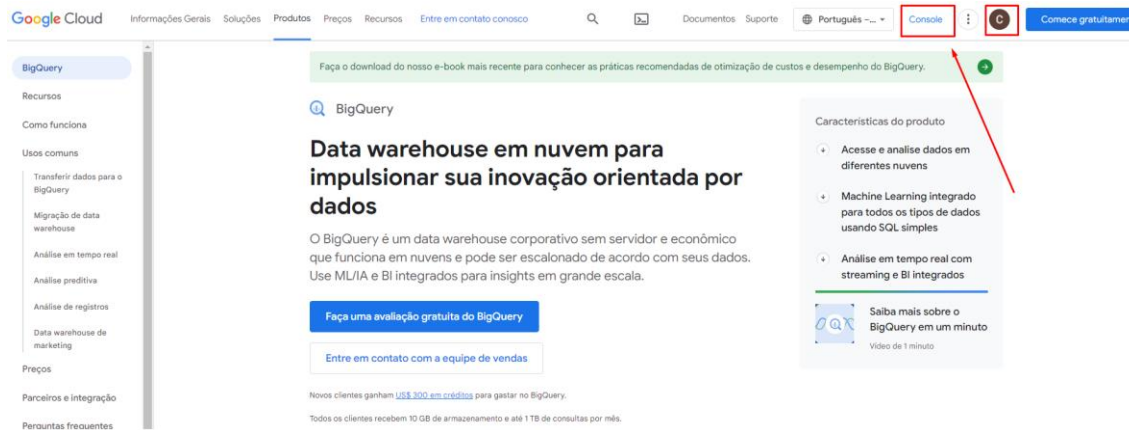 Google Cloud Informações Gerais Soluções Produtos Preços Recursos Entre em contato conosco Documentos Suporte Português –... Console C Comece gratuitamen
BigQuery
Recursos
Como funciona
Usos comuns
Transferir dados para o
BigQuery
Migração de data
warehouse
Análise em tempo real
Análise preditiva
Análise de registros
Data warehouse de
marketing
Preços
Parceiros e integração
Perguntas frequentes
Faça o download do nosso e-book mais recente para conhecer as práticas recomendadas de otimização de custos e desempenho do BigQuery.
BigQuery
Data warehouse em nuvem para
impulsionar sua inovação orientada por
dados
O BigQuery é um data warehouse corporativo sem servidor e econômico
que funciona em nuvens e pode ser escalonado de acordo com seus dados.
Use ML/IA e BI integrados para insights em grande escala.
Faça uma avaliação gratuita do BigQuery
Entre em contato com a equipe de vendas
Novos clientes ganham US$ 300 em créditos para gastar no BigQuery.
Todos os clientes recebem 10 GB de armazenamento e até 1 TB de consultas por mês.
Características do produto
Acesse e analise dados em
diferentes nuvens
Machine Learning integrado
para todos os tipos de dados
usando SQL simples
Análise em tempo real com
streaming e BI integrados
Saiba mais sobre o
BigQuery em um minuto
Vídeo de 1 minuto